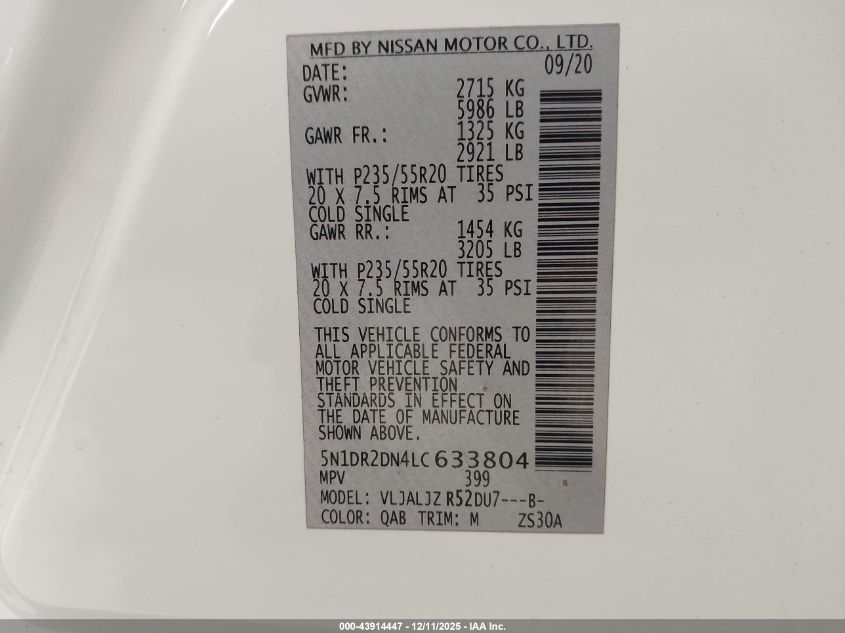 MFD BY NISSAN MOTOR CO., LTD.
DATE: 09/20
GVWR: 2715 KG
5986 LB
GAWR FR.: 1325 KG
2921 LB
WITH P235/55R20 TIRES
20 X 7.5 RIMS AT 35 PSI
COLD SINGLE
GAWR RR.: 1454 KG
3205 LB
WITH P235/55R20 TIRES
20 X 7.5 RIMS AT 35 PSI
COLD SINGLE
THIS VEHICLE CONFORMS TO
ALL APPLICABLE FEDERAL
MOTOR VEHICLE SAFETY AND
THEFT PREVENTION
STANDARDS IN EFFECT ON
THE DATE OF MANUFACTURE
SHOWN ABOVE.
5N1DR2DN4LC633804
MPV 399
MODEL: VLJALJZ R52DU7---B-
COLOR: QAB TRIM: M ZS30A
000-43914447 - 12/11/2025 - IAA Inc.